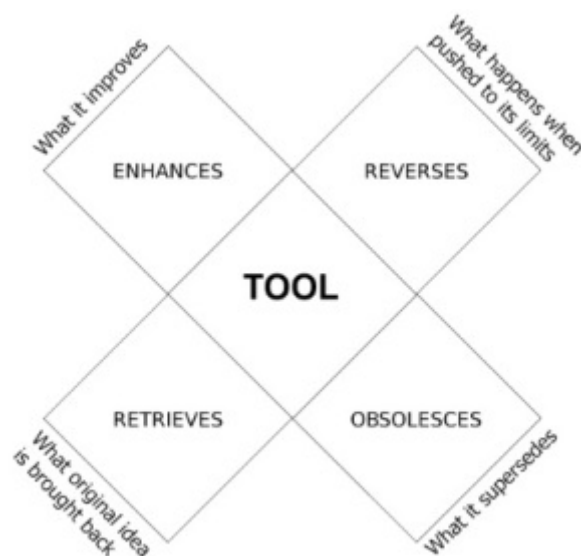 What it improves
What happens when
pushed to its limits
ENHANCES
REVERSES
TOOL
RETRIEVES
OBSOLESCES
What original idea
is brought back
What it supersedes